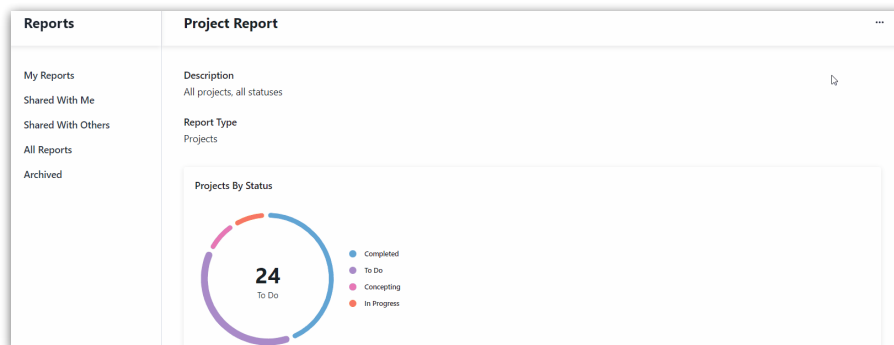 Reports
Project Report
...
My Reports
Shared With Me
Shared With Others
All Reports
Archived
Description
All projects, all statuses
Report Type
Projects
Projects By Status
24
To Do
Completed
To Do
Concepting
In Progress